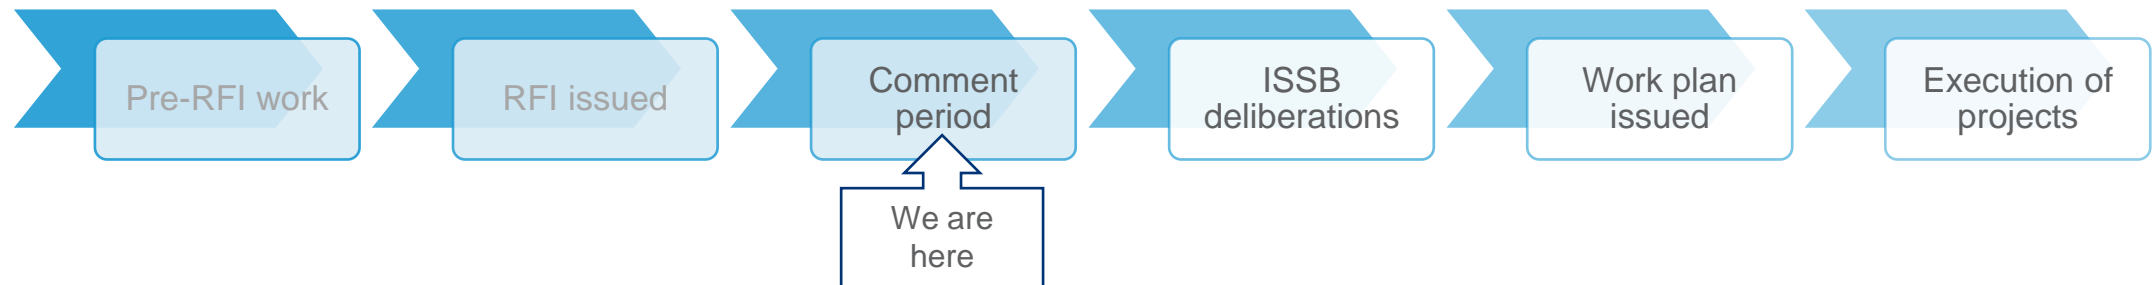 Pre-RFI work
RFI issued
Comment
period
ISSB
deliberations
Work plan
issued
Execution of
projects
We are
here